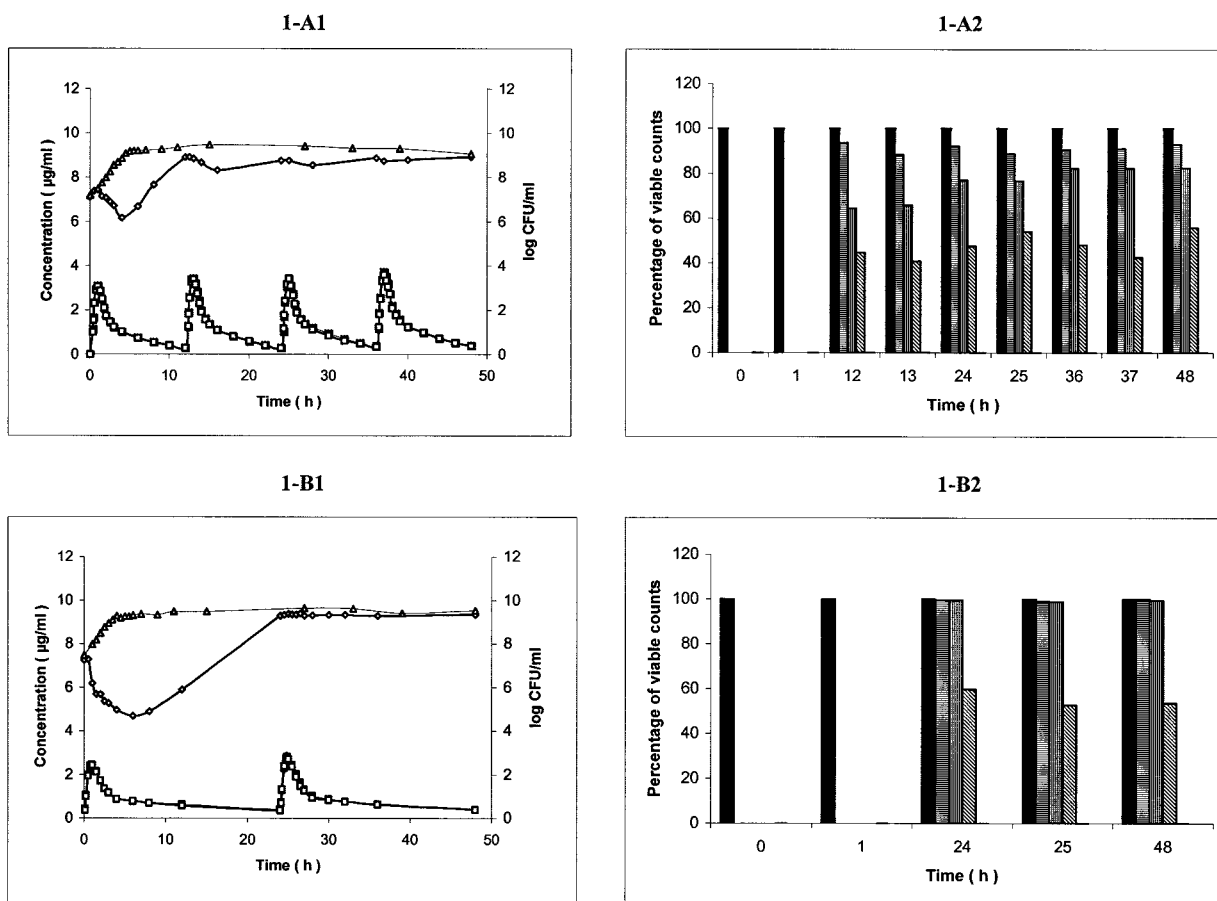 1-A1
12
10
8
6
4
2
0
Concentration ( µg/ml)
12
10
8
6
4
2
0
log CFU/ml
0 10 20 30 40 50
Time ( h )
1-A2
120
100
80
60
40
20
0
Percentage of viable counts
0 1 12 13 24 25 36 37 48
Time ( h )
1-B1
12
10
8
6
4
2
0
Concentration ( µg/ml)
12
10
8
6
4
2
0
log CFU/ml
0 10 20 30 40 50
Time ( h )
1-B2
120
100
80
60
40
20
0
Percentage of viable counts
0 1 24 25 48
Time ( h )